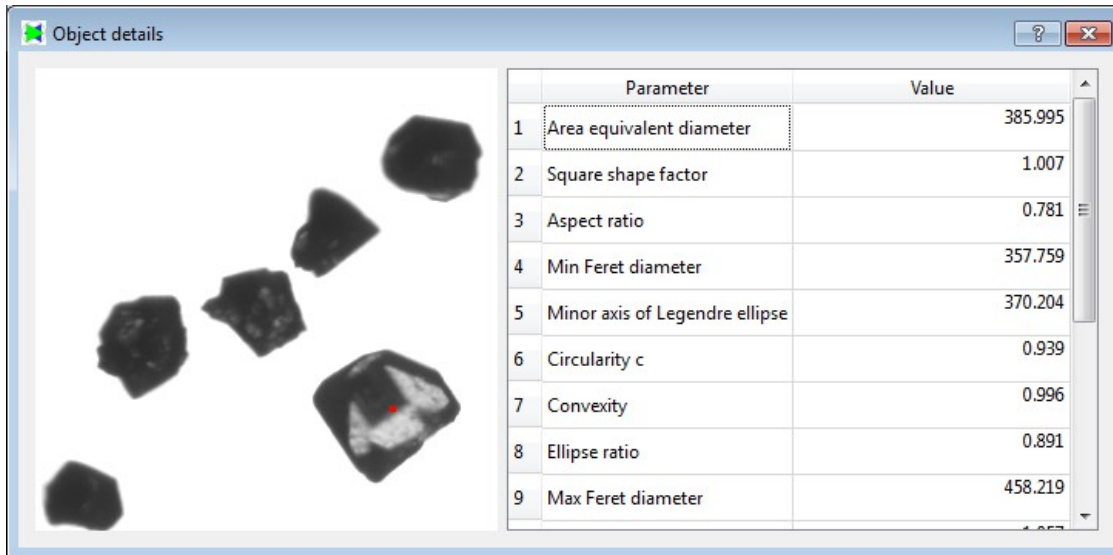 Object details
?
Parameter Value
1 Area equivalent diameter 385.995
2 Square shape factor 1.007
3 Aspect ratio 0.781
4 Min Feret diameter 357.759
5 Minor axis of Legendre ellipse 370.204
6 Circularity c 0.939
7 Convexity 0.996
8 Ellipse ratio 0.891
9 Max Feret diameter 458.219